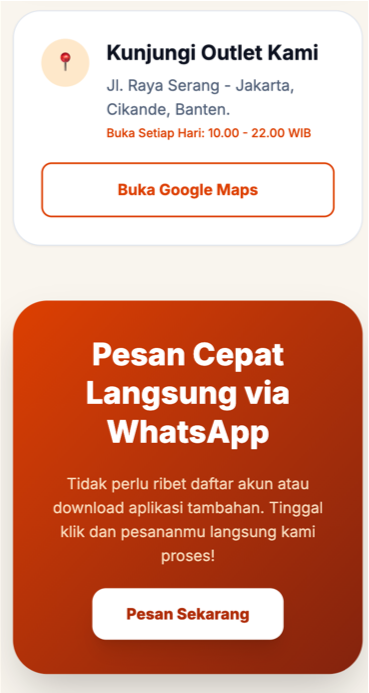 Kunjungi Outlet Kami
Jl. Raya Serang - Jakarta,
Cikande, Banten.
Buka Setiap Hari: 10.00 - 22.00 WIB
Buka Google Maps
Pesan Cepat
Langsung via
WhatsApp
Tidak perlu ribet daftar akun atau
download aplikasi tambahan. Tinggal
klik dan pesananmu langsung kami
proses!
Pesan Sekarang